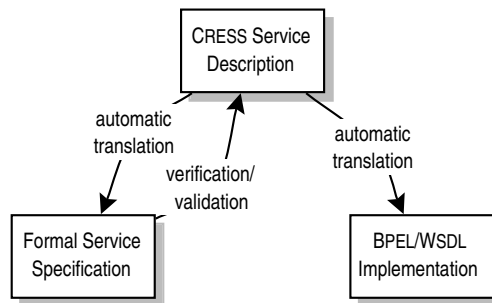 CRESS Service
Description
automatic
translation
verification/
validation
automatic
translation
Formal Service
Specification
BPEL/WSDL
Implementation